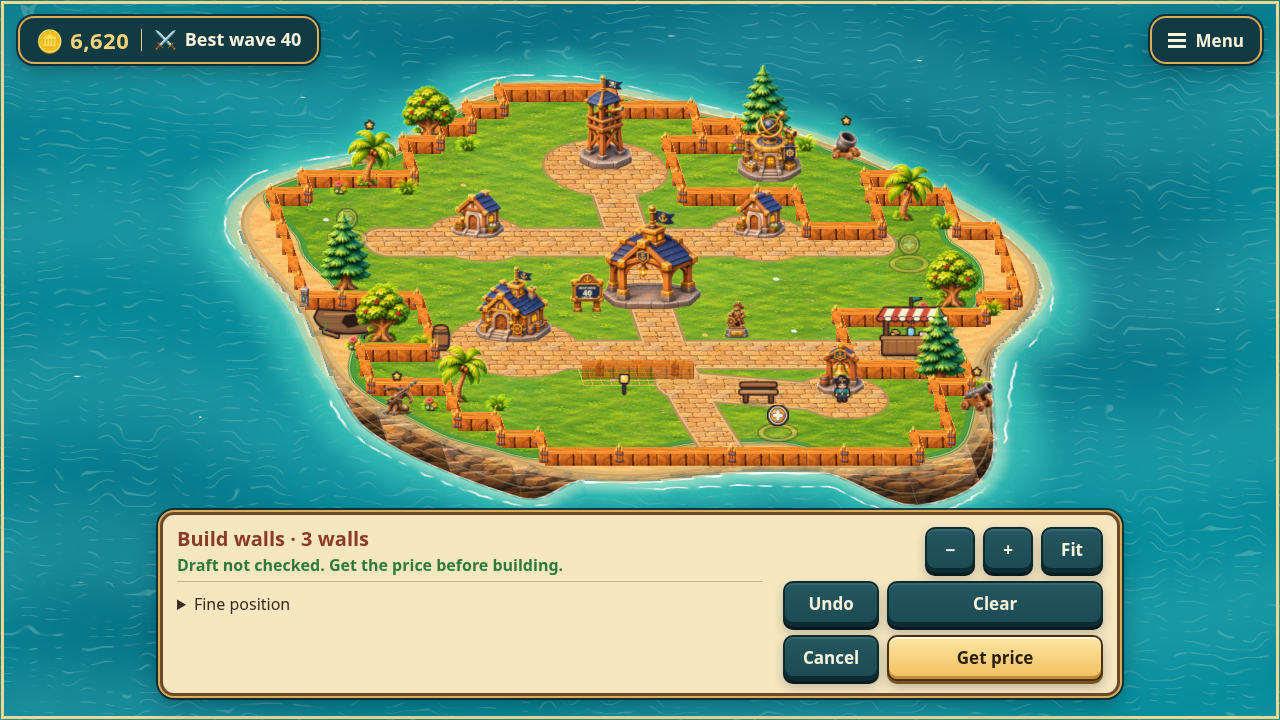 6,620
Best wave 40
Menu
40
Build walls · 3 walls
Draft not checked. Get the price before building.
Fine position
−
+
Fit
Undo
Clear
Cancel
Get price